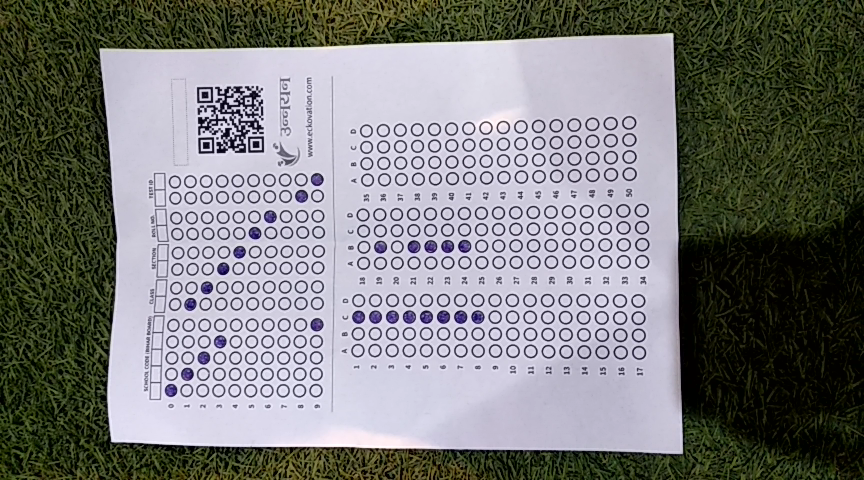 SCHOOL CODE (BIHAR BOARD) CLASS SECTION ROLL NO. TEST ID
0
1
2
3
4
5
6
7
8
9
उन्नयन
www.eckovation.com
A B C D A B C D A B C D
1 18 35
2 19 36
3 20 37
4 21 38
5 22 39
6 23 40
7 24 41
8 25 42
9 26 43
10 27 44
11 28 45
12 29 46
13 30 47
14 31 48
15 32 49
16 33 50
17 34